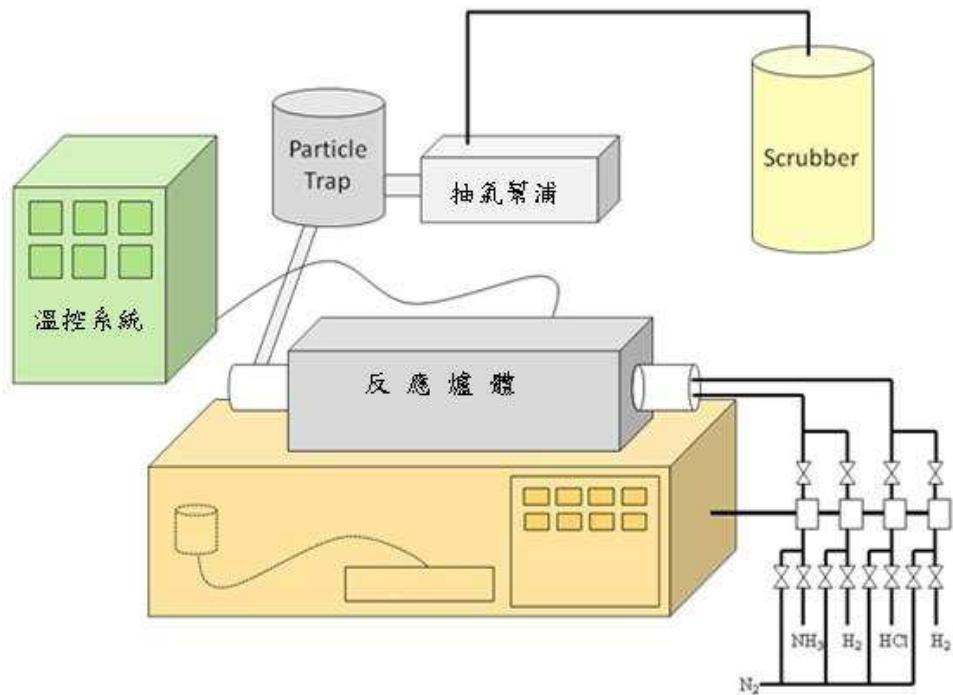 Particle
Trap
抽氣幫浦
Scrubber
溫控系統
反應爐體
NH₃
H₂
HCl
H₂
N₂